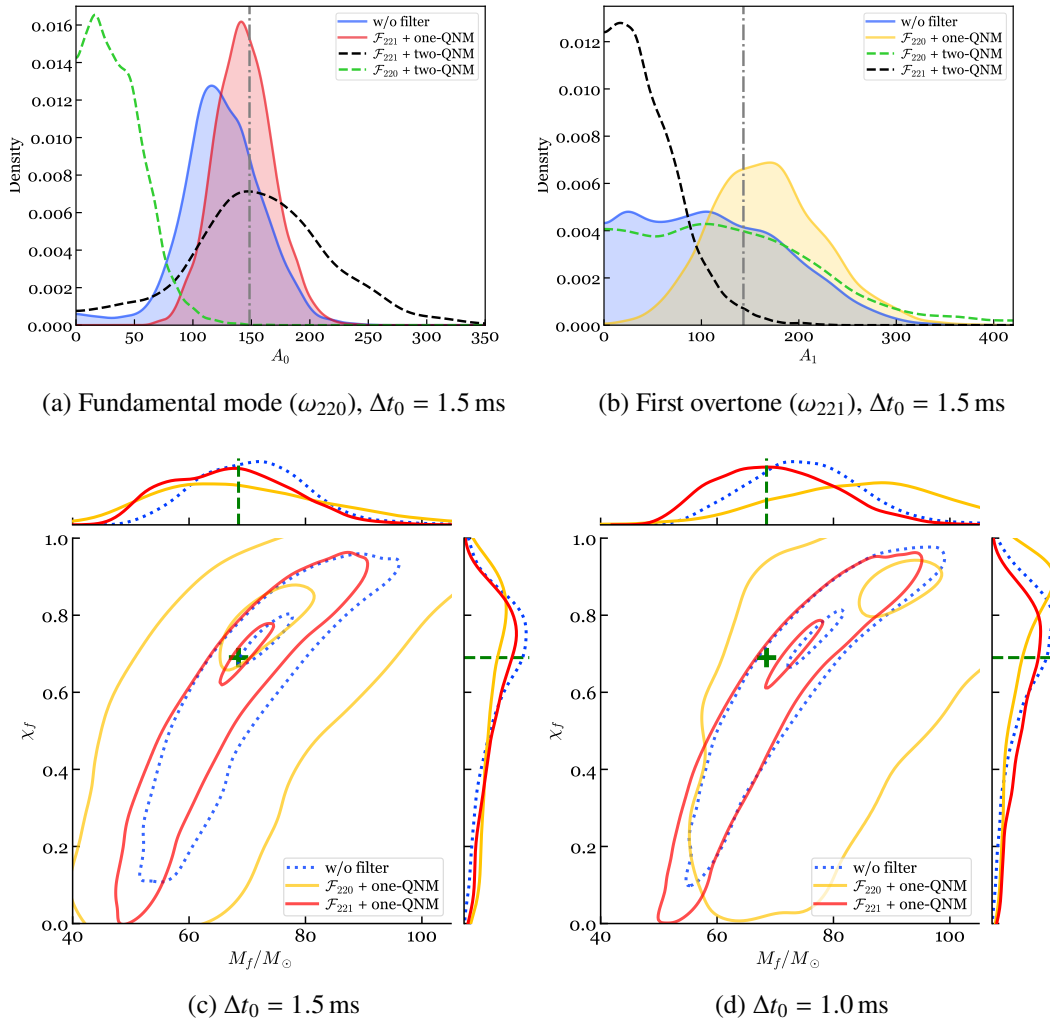 w/o filter
F₂₂₁ + one-QNM
F₂₂₁ + two-QNM
F₂₂₀ + two-QNM
0.016
0.014
0.012
0.010
0.008
0.006
0.004
0.002
0.000
Density
0 50 100 150 200 250 300 350
A₀
(a) Fundamental mode (ω₂₂₀), Δt₀ = 1.5 ms
w/o filter
F₂₂₀ + one-QNM
F₂₂₀ + two-QNM
F₂₂₁ + two-QNM
0.012
0.010
0.008
0.006
0.004
0.002
0.000
Density
0 100 200 300 400
A₁
(b) First overtone (ω₂₂₁), Δt₀ = 1.5 ms
1.0
0.8
0.6
0.4
0.2
0.0
χ_f
w/o filter
F₂₂₀ + one-QNM
F₂₂₁ + one-QNM
40 60 80 100
M_f/M_⊙
(c) Δt₀ = 1.5 ms
1.0
0.8
0.6
0.4
0.2
0.0
χ_f
w/o filter
F₂₂₀ + one-QNM
F₂₂₁ + one-QNM
40 60 80 100
M_f/M_⊙
(d) Δt₀ = 1.0 ms